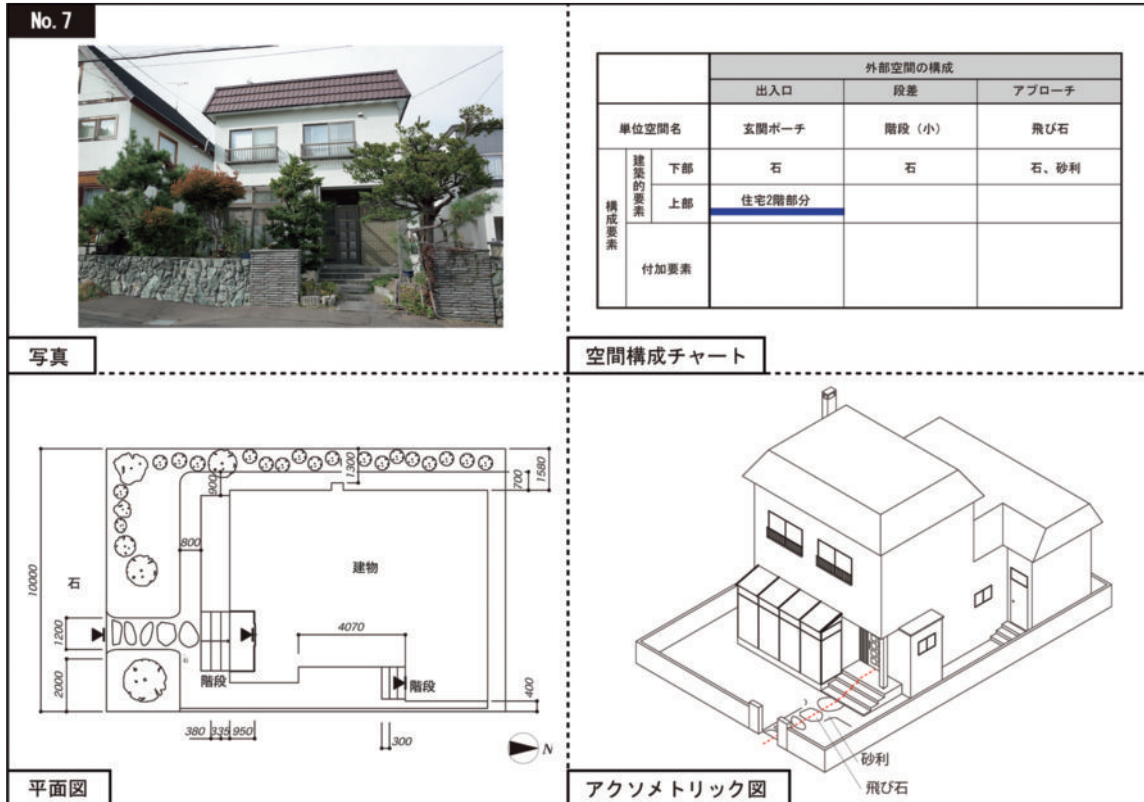 No. 7
写真
外部空間の構成
出入口 段差 アプローチ
単位空間名 玄関ポーチ 階段(小) 飛び石
構成要素
建築的要素
下部 石 石 石、砂利
上部 住宅2階部分
付加要素
空間構成チャート
1300
700
1580
900
800
建物
10000
石
1200
4070
2000
階段
階段
400
380 335 950
300
N
平面図
砂利
飛び石
アクソメトリック図